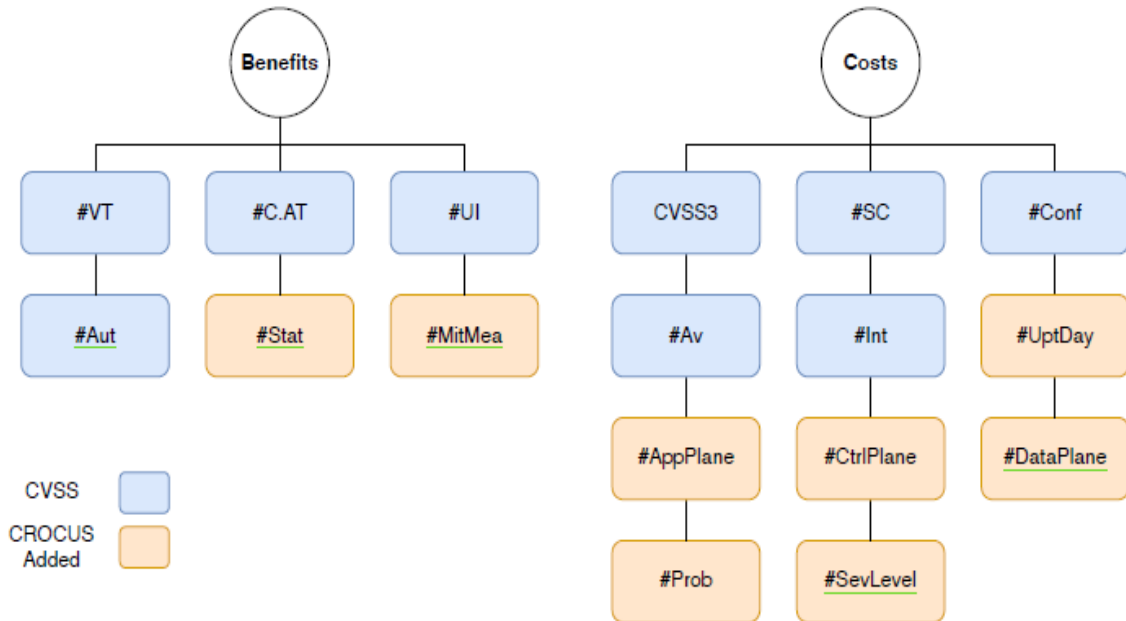 Benefits
Costs
#VT
#C.AT
#UI
CVSS3
#SC
#Conf
#Aut
#Stat
#MitMea
#Av
#Int
#UptDay
#AppPlane
#CtrlPlane
#DataPlane
CVSS
CROCUS
Added
#Prob
#SevLevel